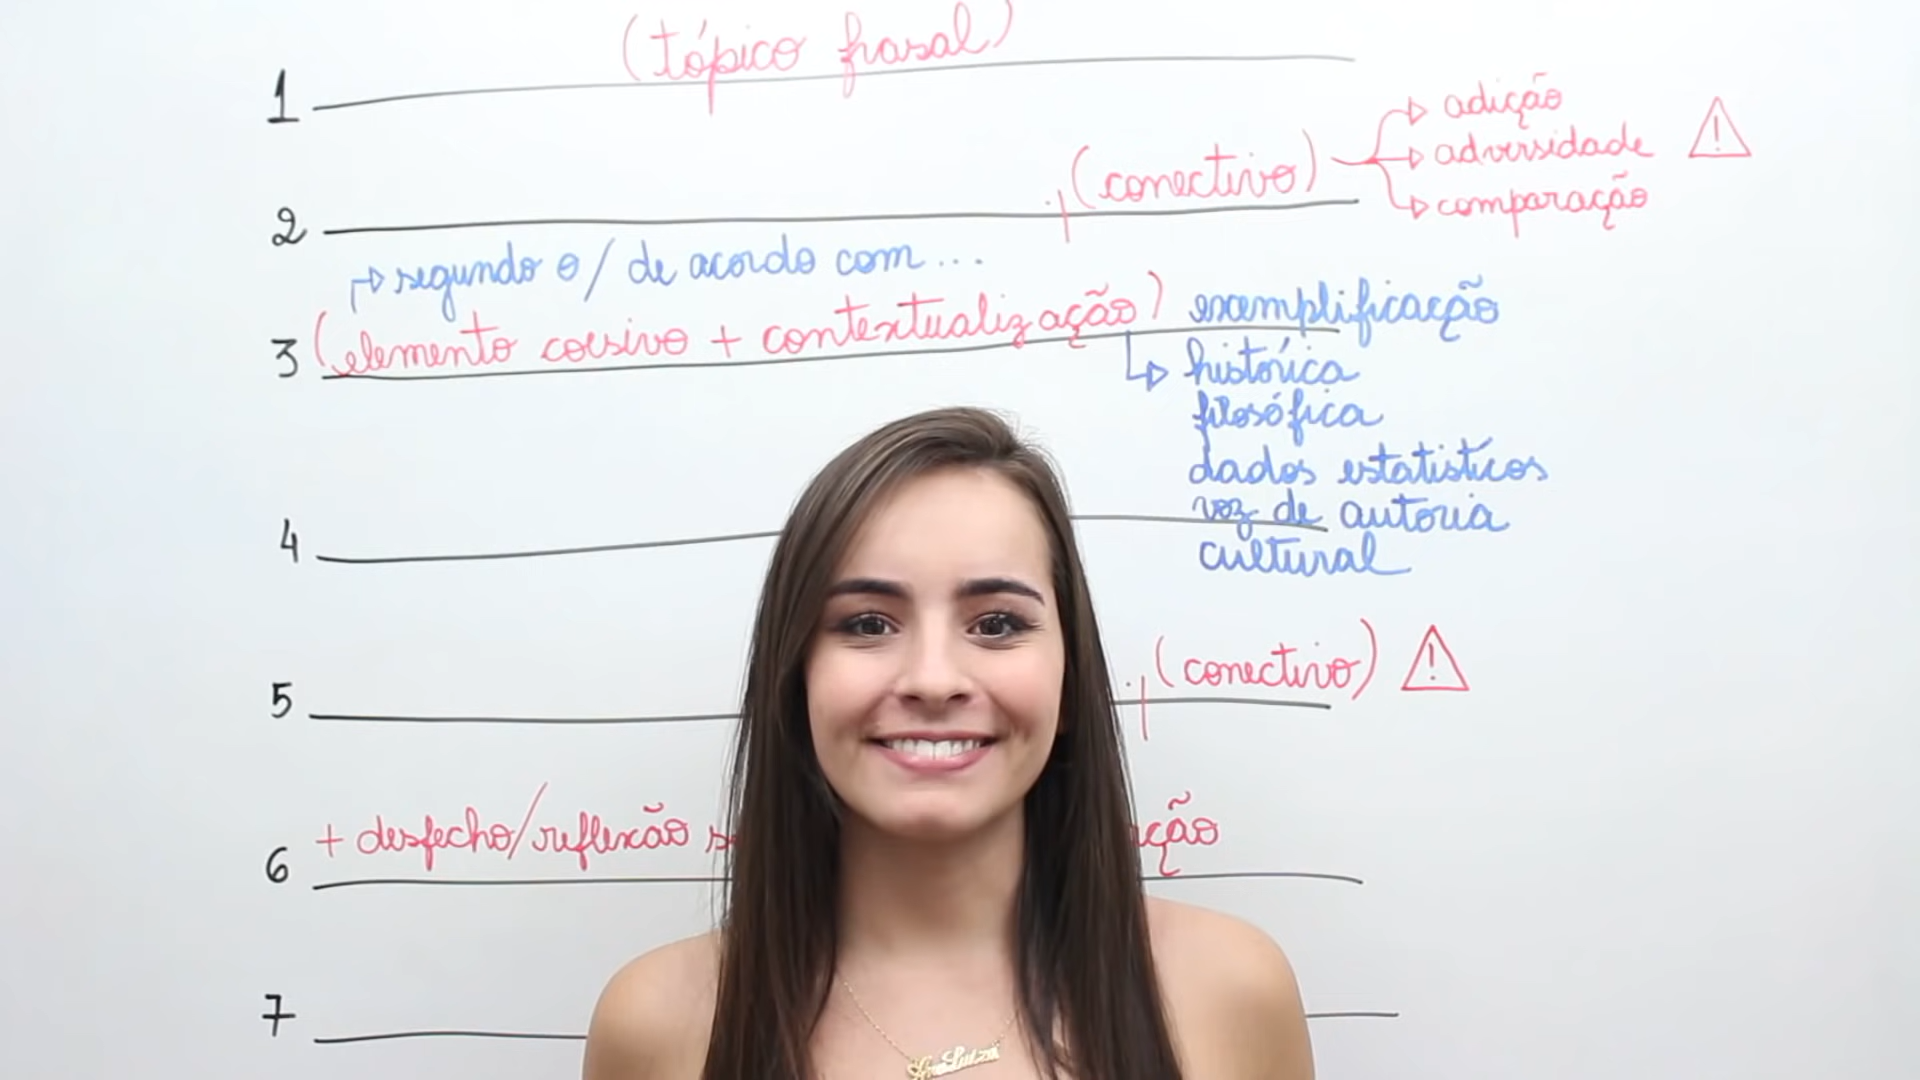 (tópico frasal)
1
adição
(conectivo) adversidade
comparação
2
segundo o/ de acordo com...
3 (elemento coesivo + contextualização) exemplificação
histórica
filosófica
dados estatísticos
4 voz de autoria
cultural
5 (conectivo)
6 + desfecho/reflexão
7
AnaLuiza